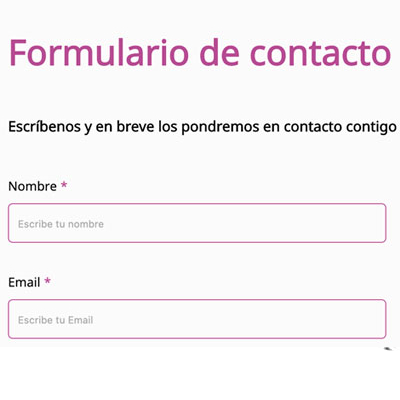 Formulario de contacto
Escríbenos y en breve los pondremos en contacto contigo
Nombre *
Escribe tu nombre
Email *
Escribe tu Email